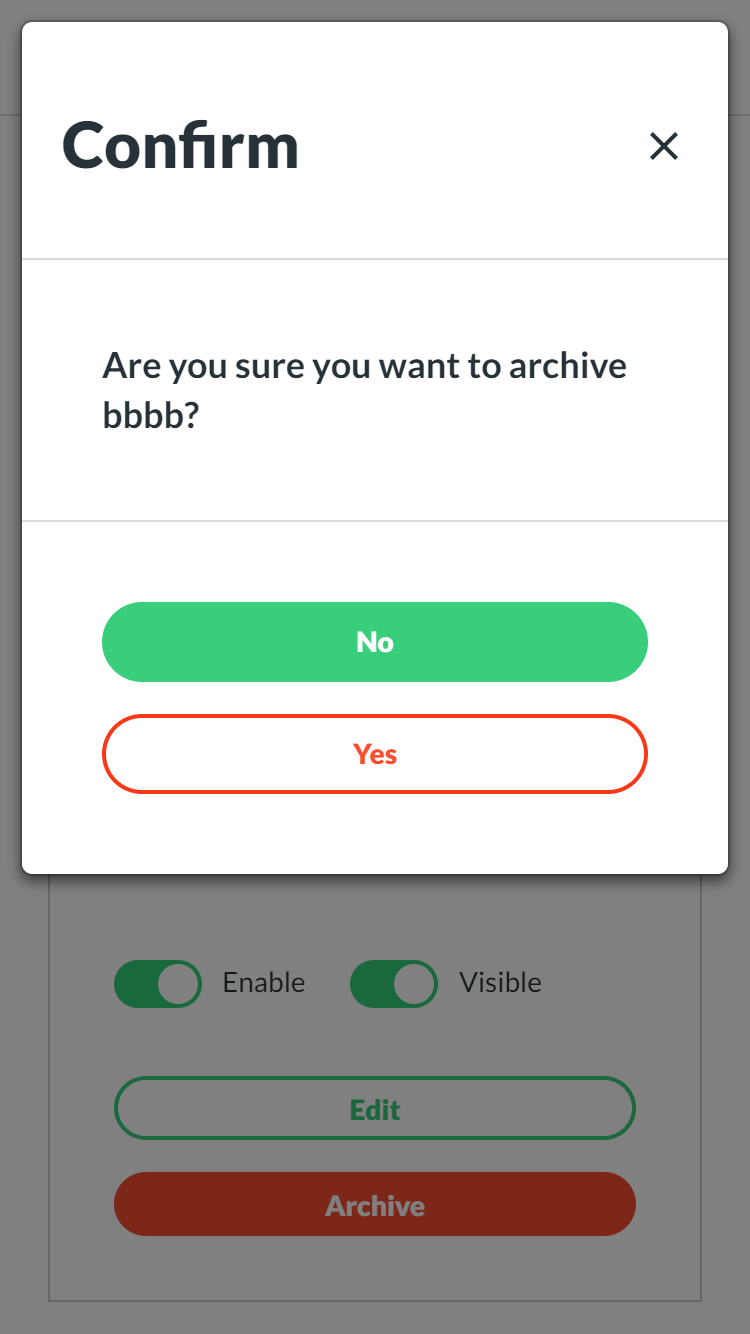 Confirm
Are you sure you want to archive
bbbb?
No
Yes
Enable
Visible
Edit
Archive